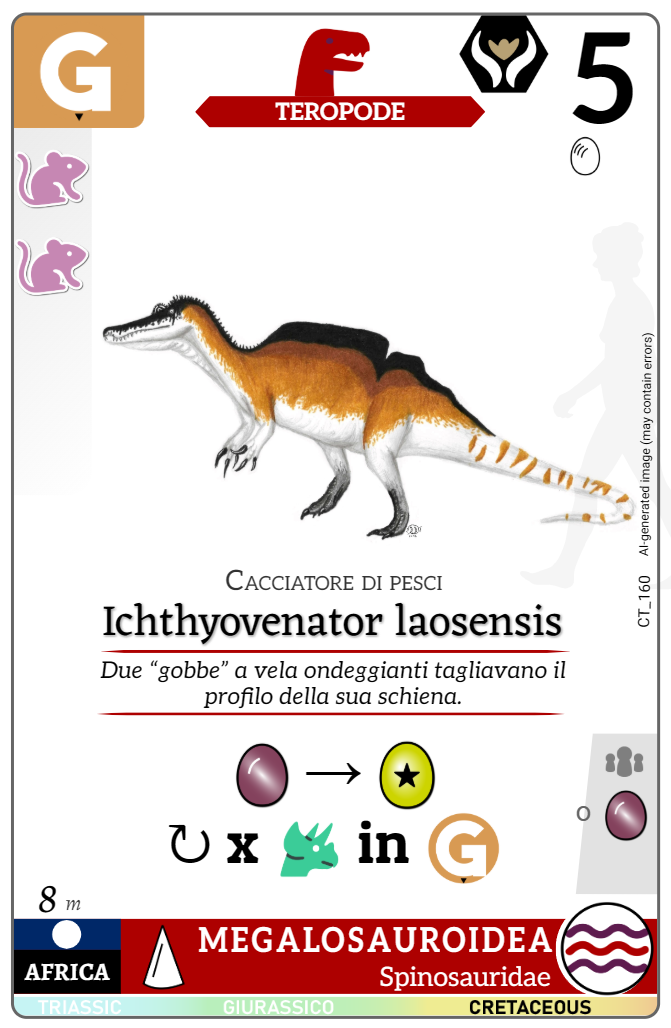 G
TEROPODE
5
AI-generated image (may contain errors)
CT_160
CACCIATORE DI PESCI
Ichthyovenator laosensis
Due “gobbe” a vela ondeggianti tagliavano il
profilo della sua schiena.
→
↻ x in G
O
8 m
AFRICA
MEGALOSAUROIDEA
Spinosauridae
TRIASSIC GIURASSICO CRETACEOUS